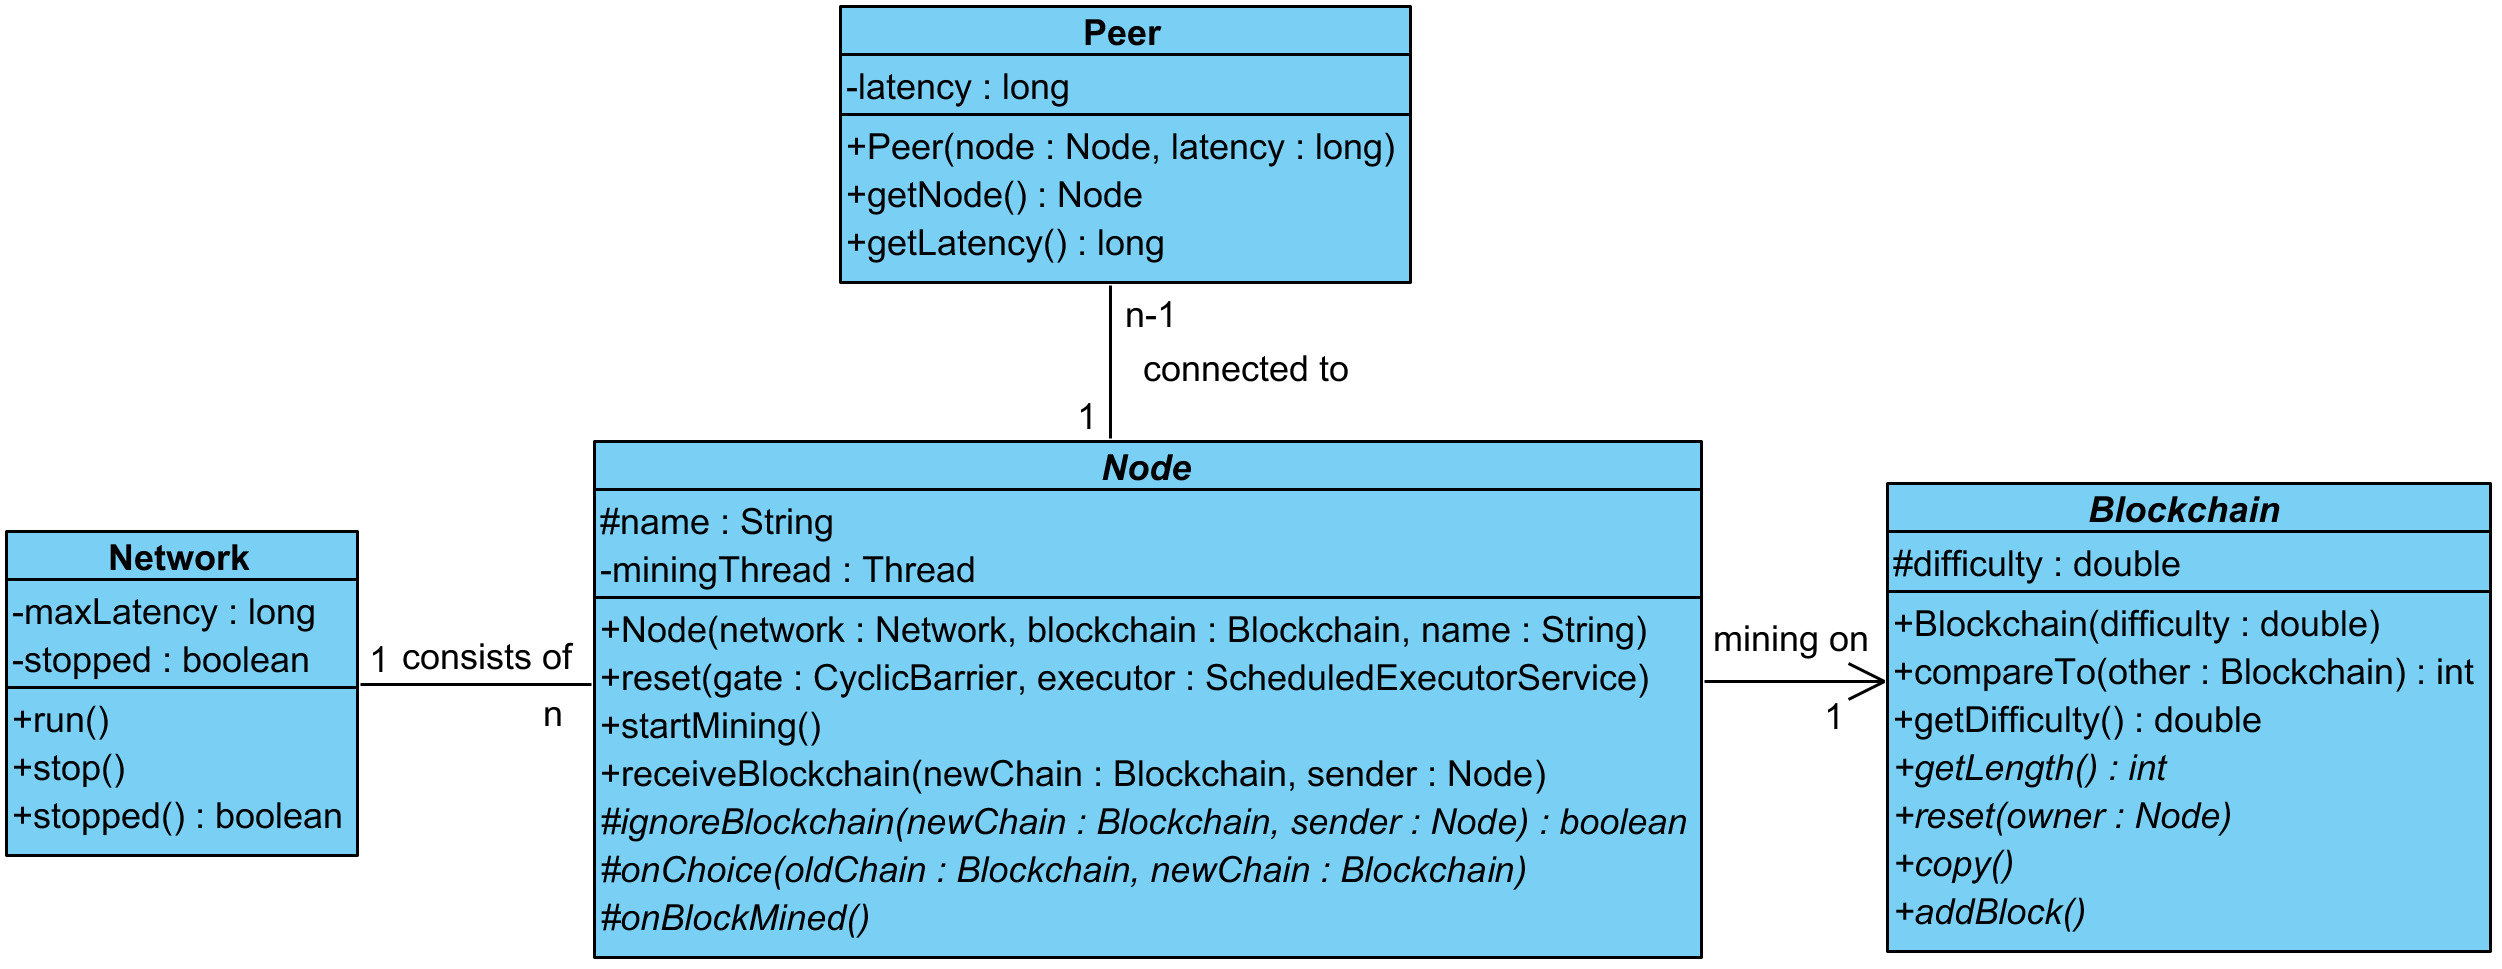 Peer
-latency : long
+Peer(node : Node, latency : long)
+getNode() : Node
+getLatency() : long
n-1
connected to
1
Node
#name : String
-miningThread : Thread
+Node(network : Network, blockchain : Blockchain, name : String)
+reset(gate : CyclicBarrier, executor : ScheduledExecutorService)
+startMining()
+receiveBlockchain(newChain : Blockchain, sender : Node)
#ignoreBlockchain(newChain : Blockchain, sender : Node) : boolean
#onChoice(oldChain : Blockchain, newChain : Blockchain)
#onBlockMined()
Network
-maxLatency : long
-stopped : boolean
+run()
+stop()
+stopped() : boolean
1 consists of
n
mining on
1
Blockchain
#difficulty : double
+Blockchain(difficulty : double)
+compareTo(other : Blockchain) : int
+getDifficulty() : double
+getLength() : int
+reset(owner : Node)
+copy()
+addBlock()